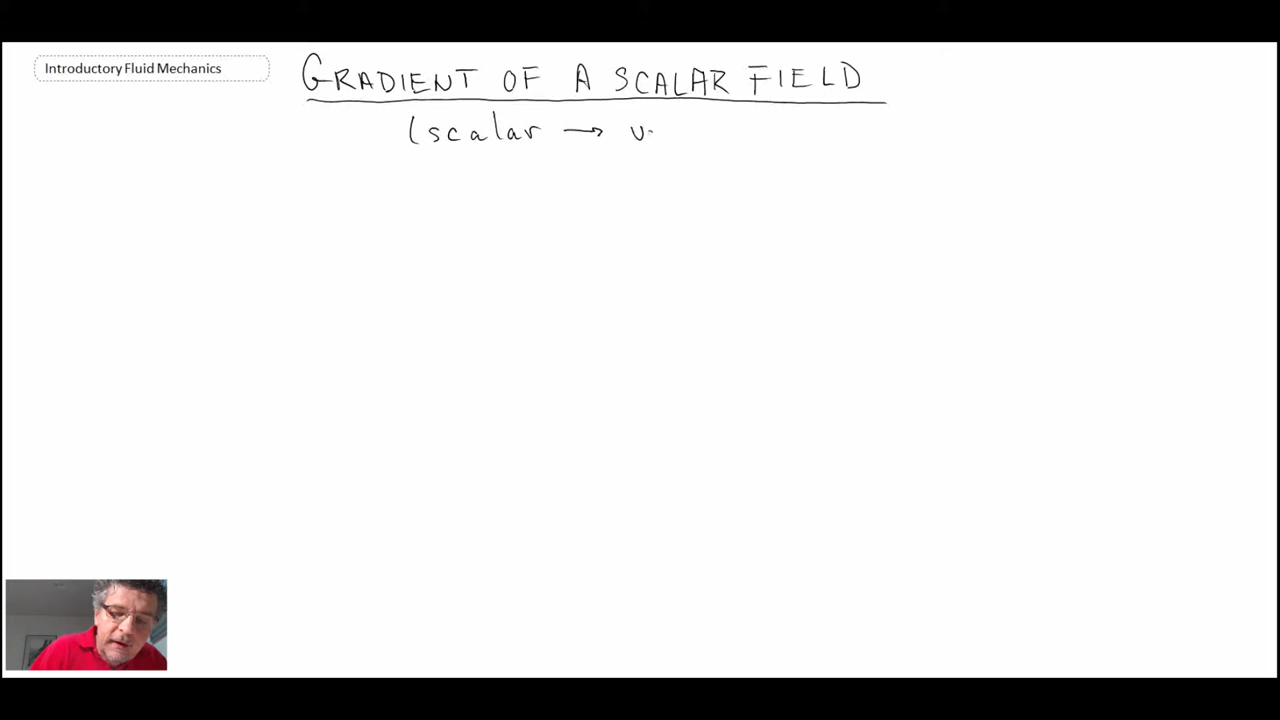 Introductory Fluid Mechanics
GRADIENT OF A SCALAR FIELD
(scalar → v